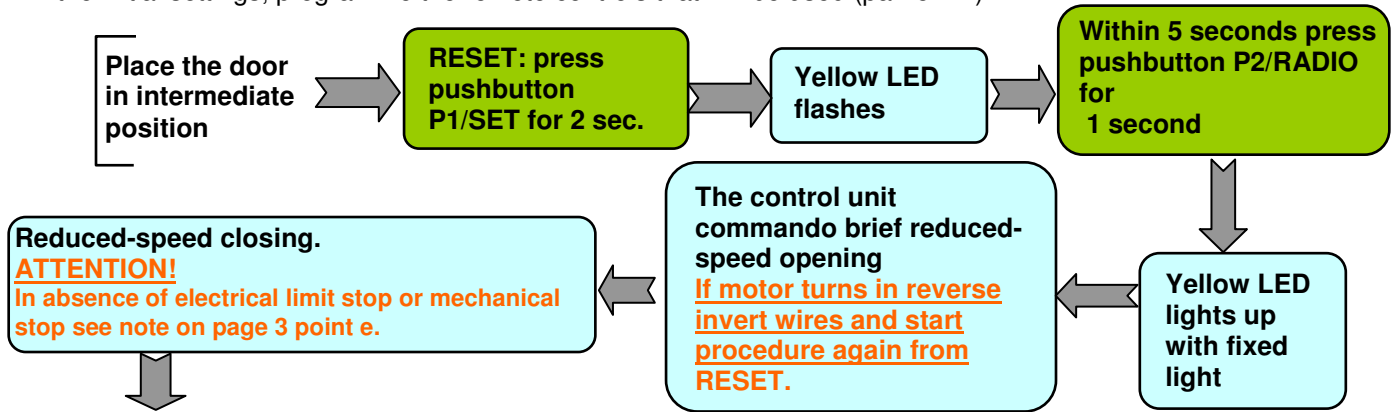 Place the door
in intermediate
position
RESET: press
pushbutton
P1/SET for 2 sec.
Yellow LED
flashes
Within 5 seconds press
pushbutton P2/RADIO
for
1 second
Yellow LED
lights up
with fixed
light
The control unit
commando brief reduced-
speed opening
If motor turns in reverse
invert wires and start
procedure again from
RESET.
Reduced-speed closing.
ATTENTION!
In absence of electrical limit stop or mechanical
stop see note on page 3 point e.